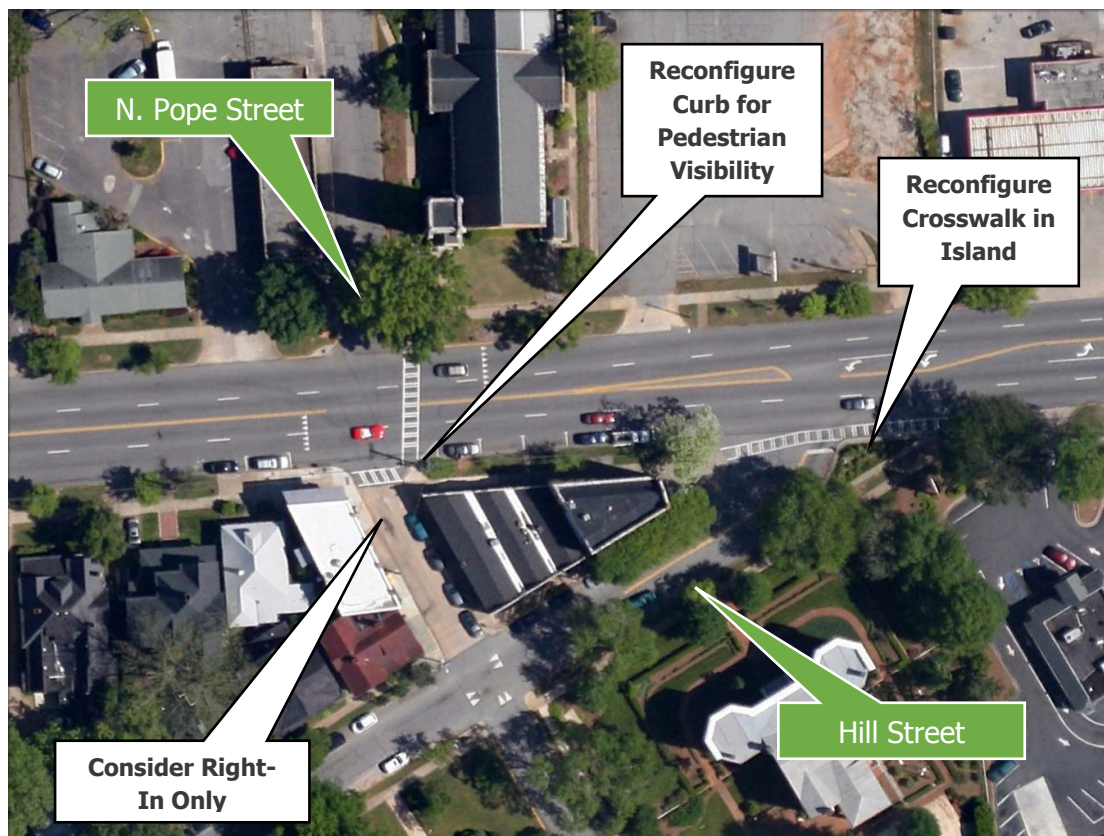 N. Pope Street
Reconfigure
Curb for
Pedestrian
Visibility
Reconfigure
Crosswalk in
Island
Consider Right-
In Only
Hill Street